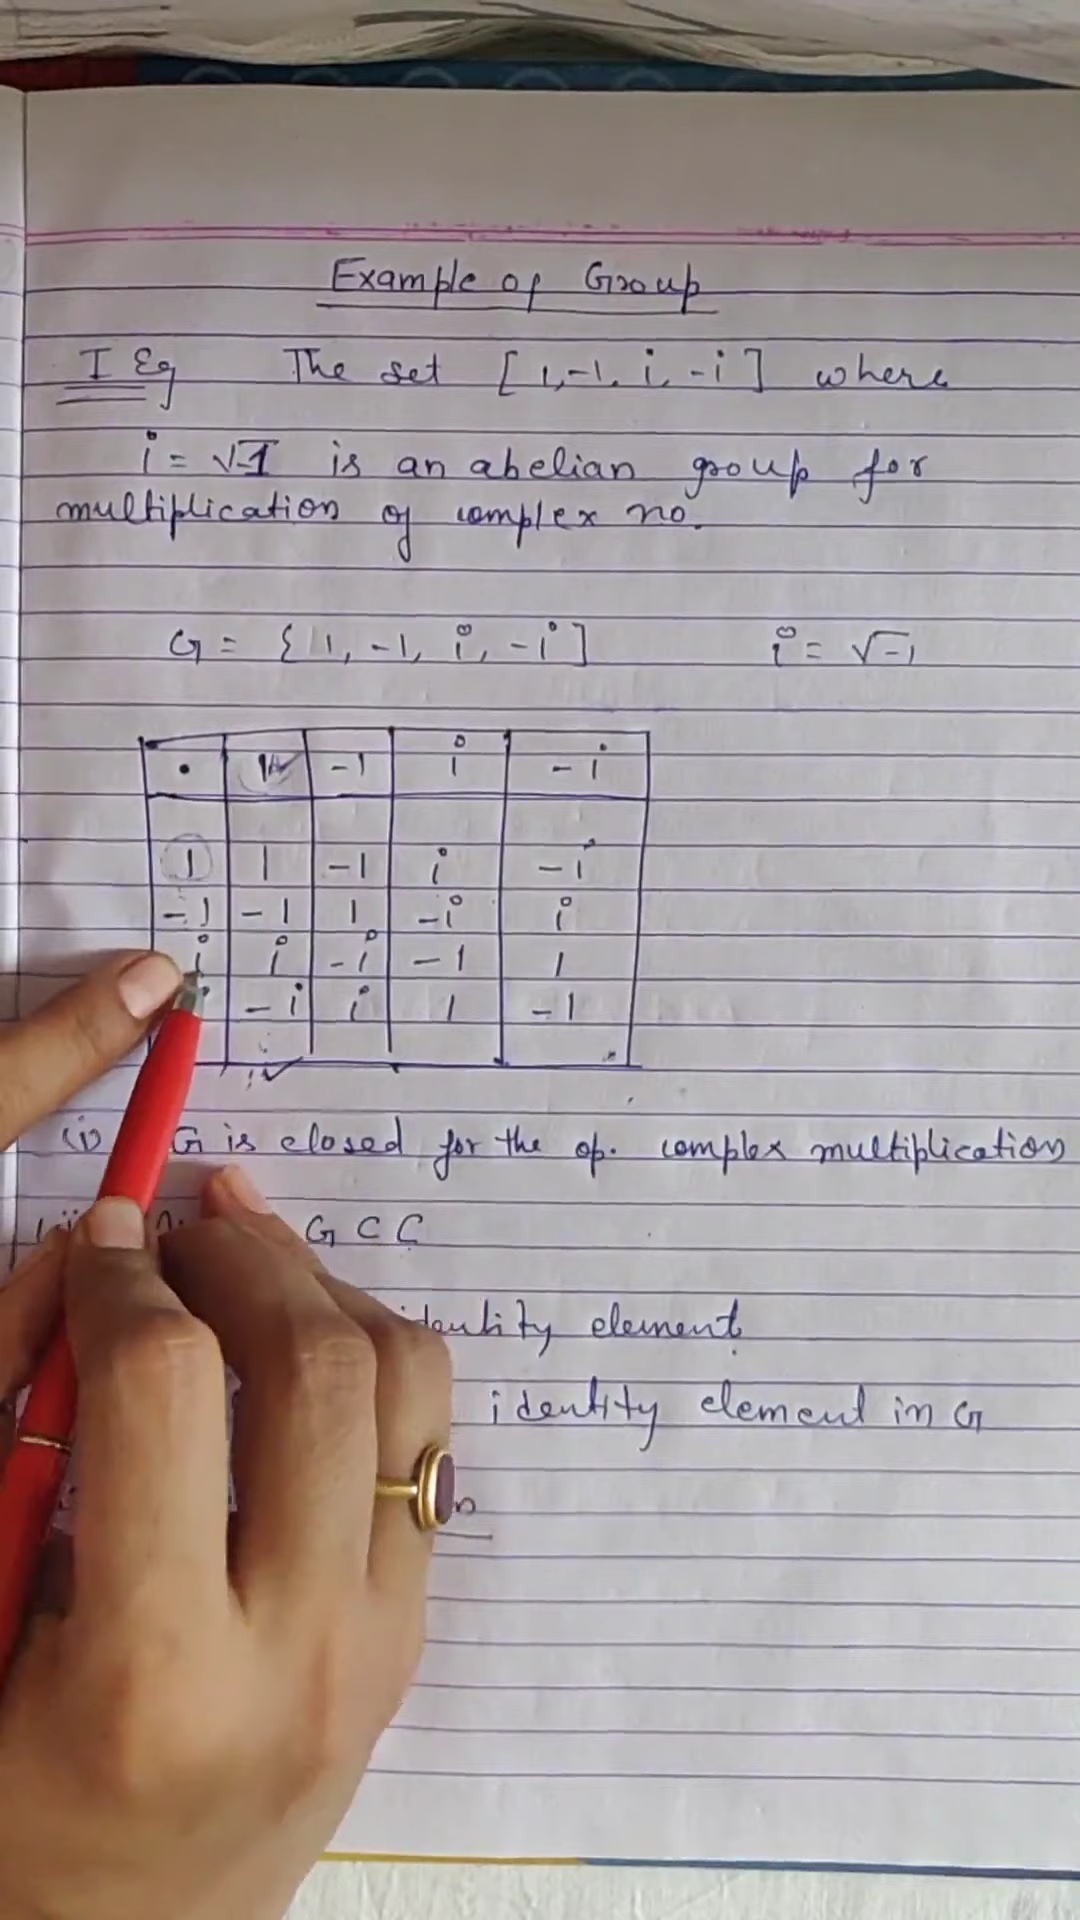 Example of Group
I Eg The set [1, -1, i, -i] where
i = √-1 is an abelian group for
multiplication of complex no.
G = {1, -1, i, -i] i = √-1
• 1 -1 i -i
1 1 -1 i -i
-1 -1 1 -i i
i i -i -1 1
-i i 1 -1
(i) G is closed for the op. complex multiplication
G ⊂ C
identity element.
identity element in G